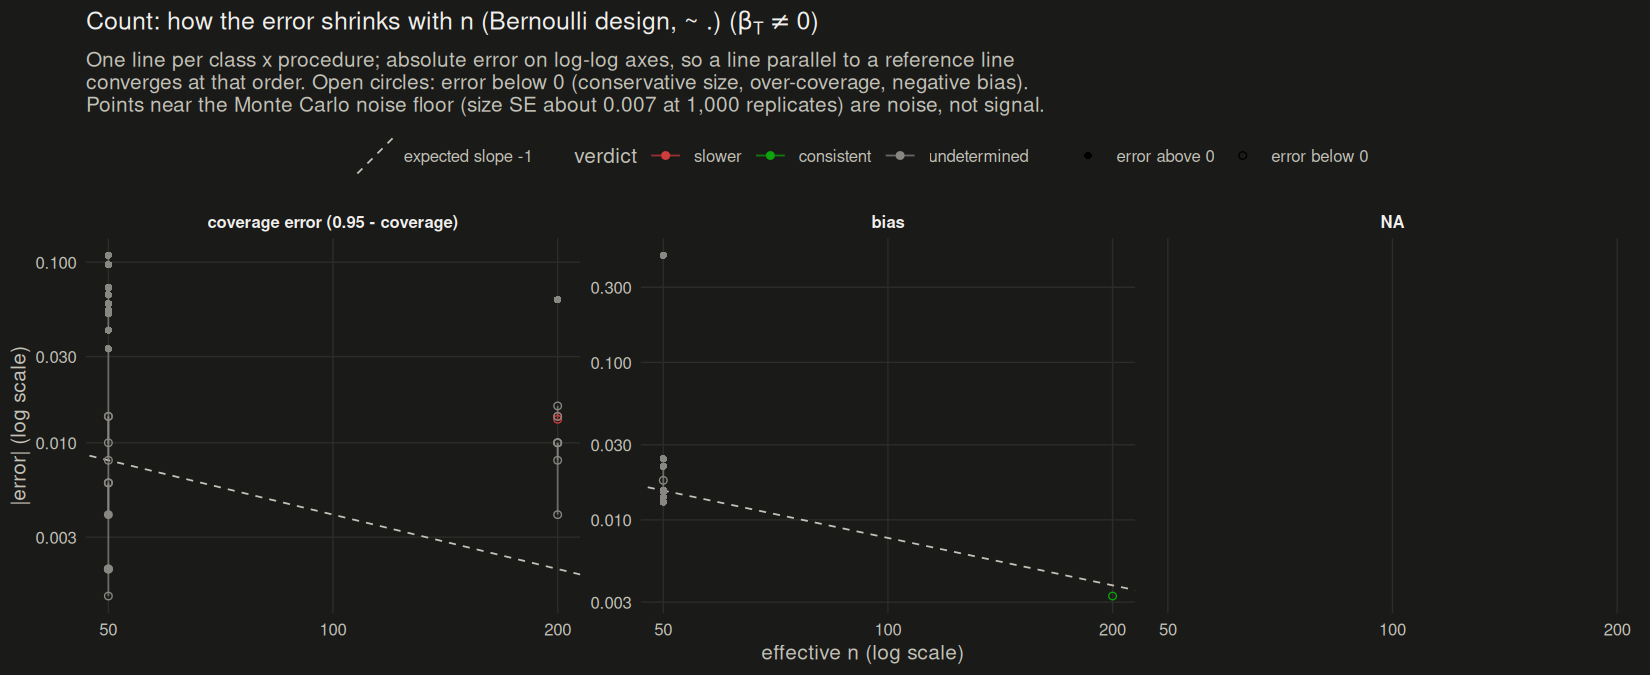 Count: how the error shrinks with n (Bernoulli design, ~ .) (βT ≠ 0)
One line per class x procedure; absolute error on log-log axes, so a line parallel to a reference line
converges at that order. Open circles: error below 0 (conservative size, over-coverage, negative bias).
Points near the Monte Carlo noise floor (size SE about 0.007 at 1,000 replicates) are noise, not signal.
expected slope -1 verdict slower consistent undetermined error above 0 error below 0
coverage error (0.95 - coverage) bias NA
|error| (log scale)
0.100
0.030
0.010
0.003
0.300
0.100
0.030
0.010
0.003
50 100 200 50 100 200 50 100 200
effective n (log scale)